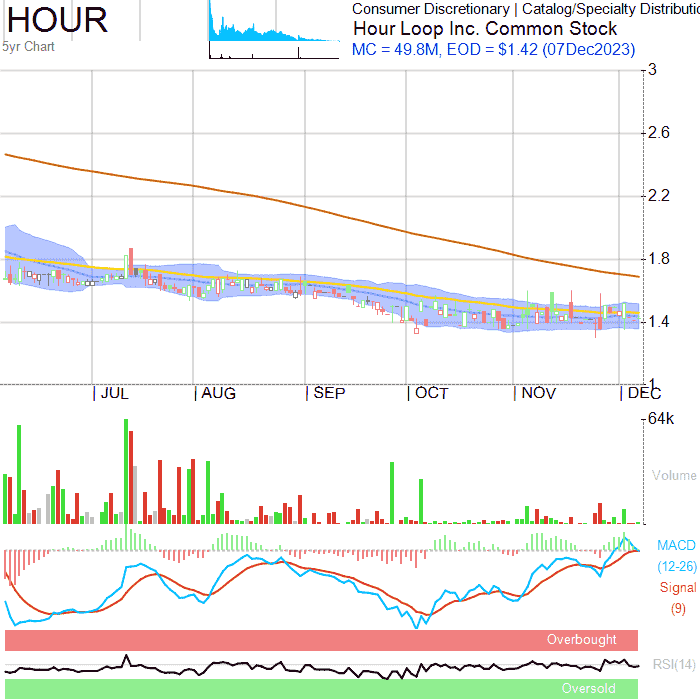 HOUR
5yr Chart
Consumer Discretionary | Catalog/Specialty Distributio
Hour Loop Inc. Common Stock
MC = 49.8M, EOD = $1.42 (07Dec2023)
3
2.6
2.2
1.8
1.4
1
JUL AUG SEP OCT NOV DEC
64k
Volume
MACD
(12-26)
Signal
(9)
Overbought
RSI(14)
Oversold